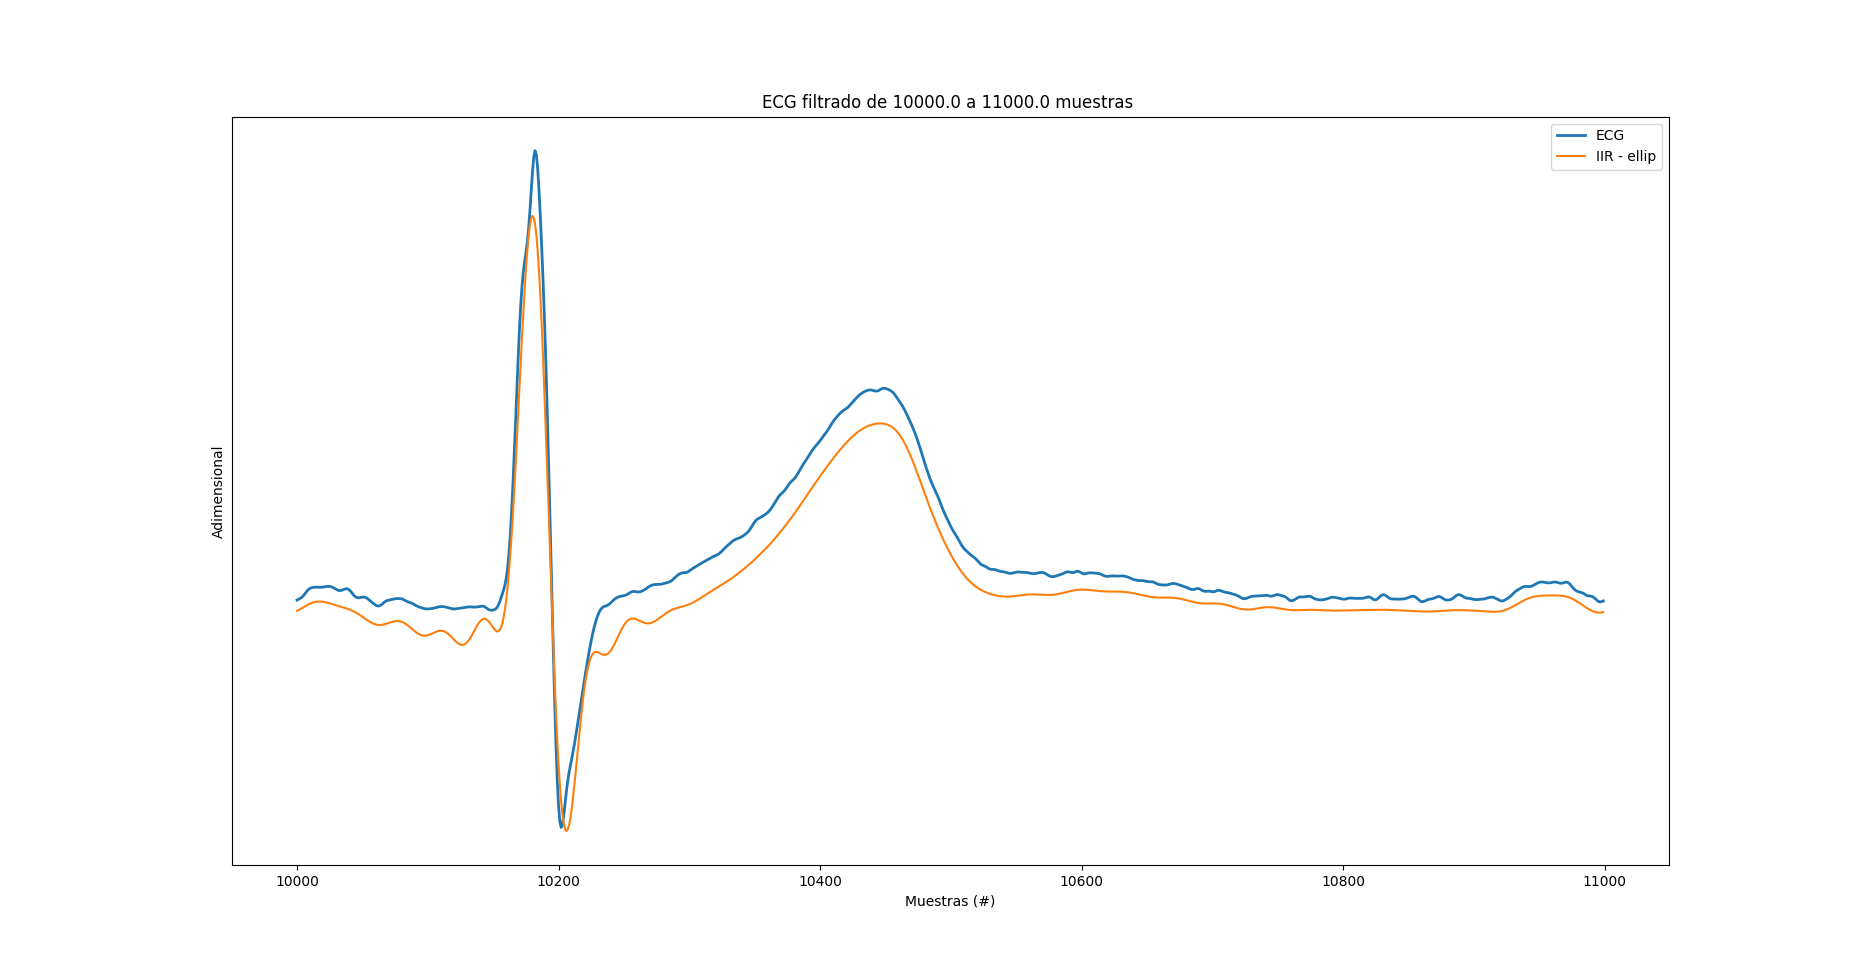 ECG filtrado de 10000.0 a 11000.0 muestras
ECG
IIR - ellip
Adimensional
10000 10200 10400 10600 10800 11000
Muestras (#)